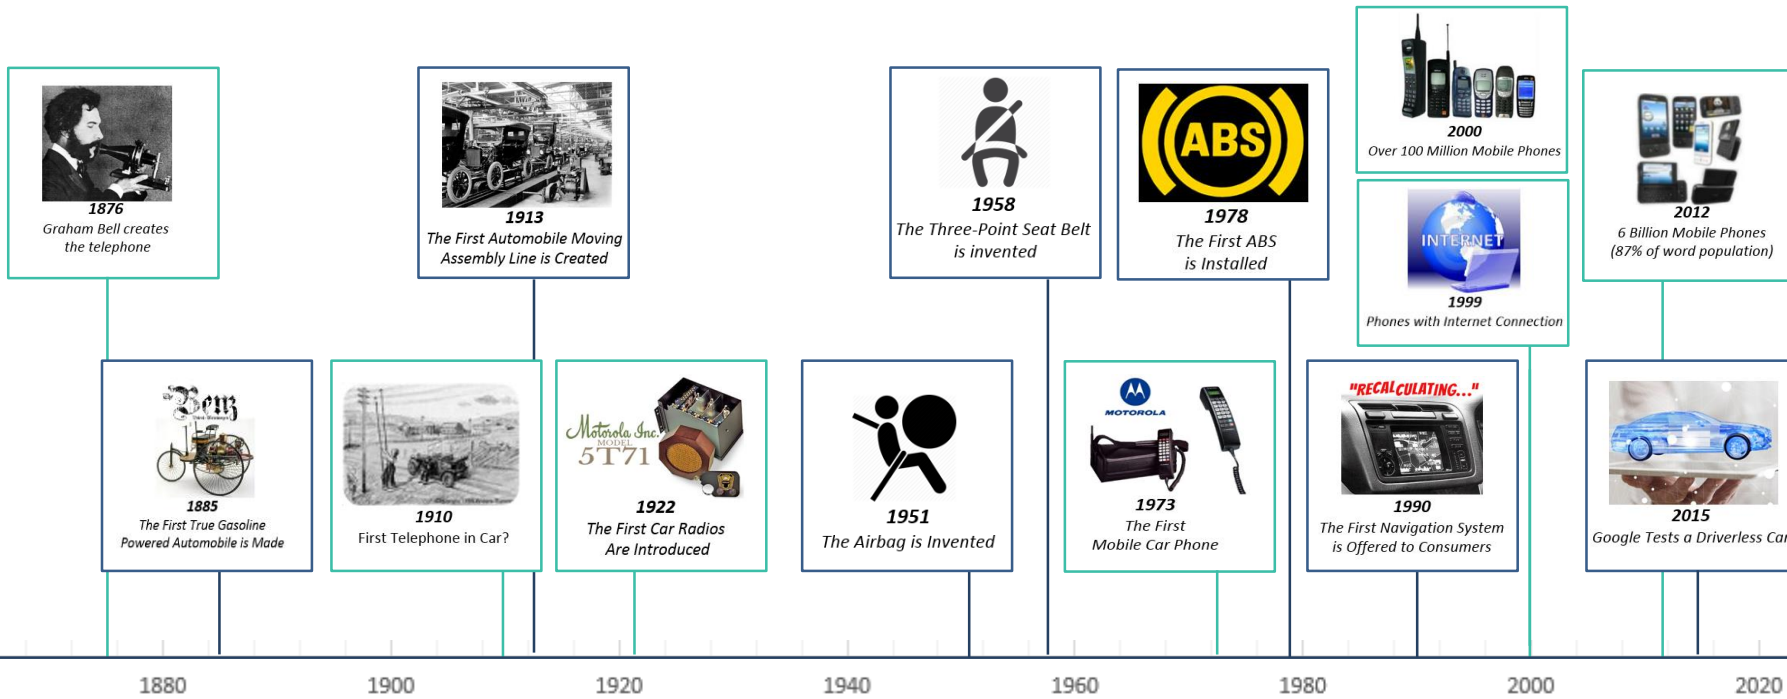 1876
Graham Bell creates
the telephone
1913
The First Automobile Moving
Assembly Line is Created
1958
The Three-Point Seat Belt
is invented
ABS
1978
The First ABS
is Installed
2000
Over 100 Million Mobile Phones
INTERNET
1999
Phones with Internet Connection
2012
6 Billion Mobile Phones
(87% of word population)
Benz
1885
The First True Gasoline
Powered Automobile is Made
1910
First Telephone in Car?
Motorola Inc.
MODEL
5T71
1922
The First Car Radios
Are Introduced
1951
The Airbag is Invented
MOTOROLA
1973
The First
Mobile Car Phone
"RECALCULATING..."
1990
The First Navigation System
is Offered to Consumers
2015
Google Tests a Driverless Car
1880
1900
1920
1940
1960
1980
2000
2020